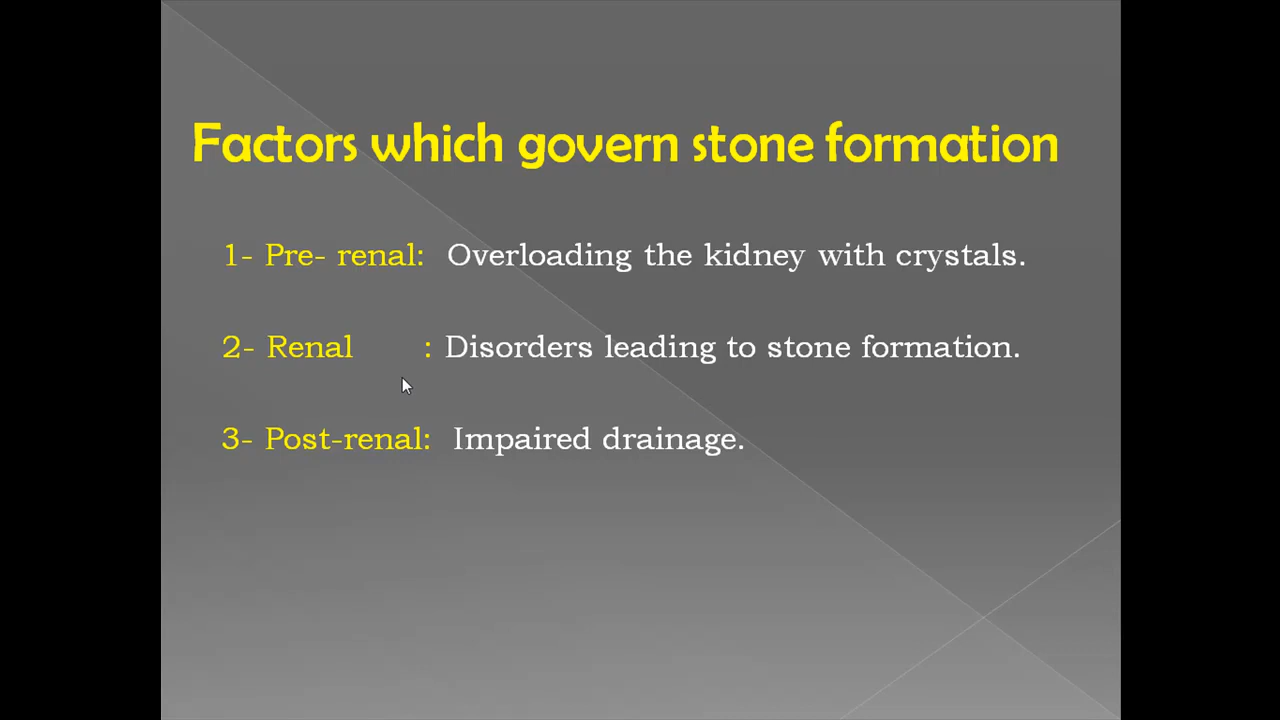 Factors which govern stone formation
1- Pre- renal: Overloading the kidney with crystals.
2- Renal : Disorders leading to stone formation.
3- Post-renal: Impaired drainage.